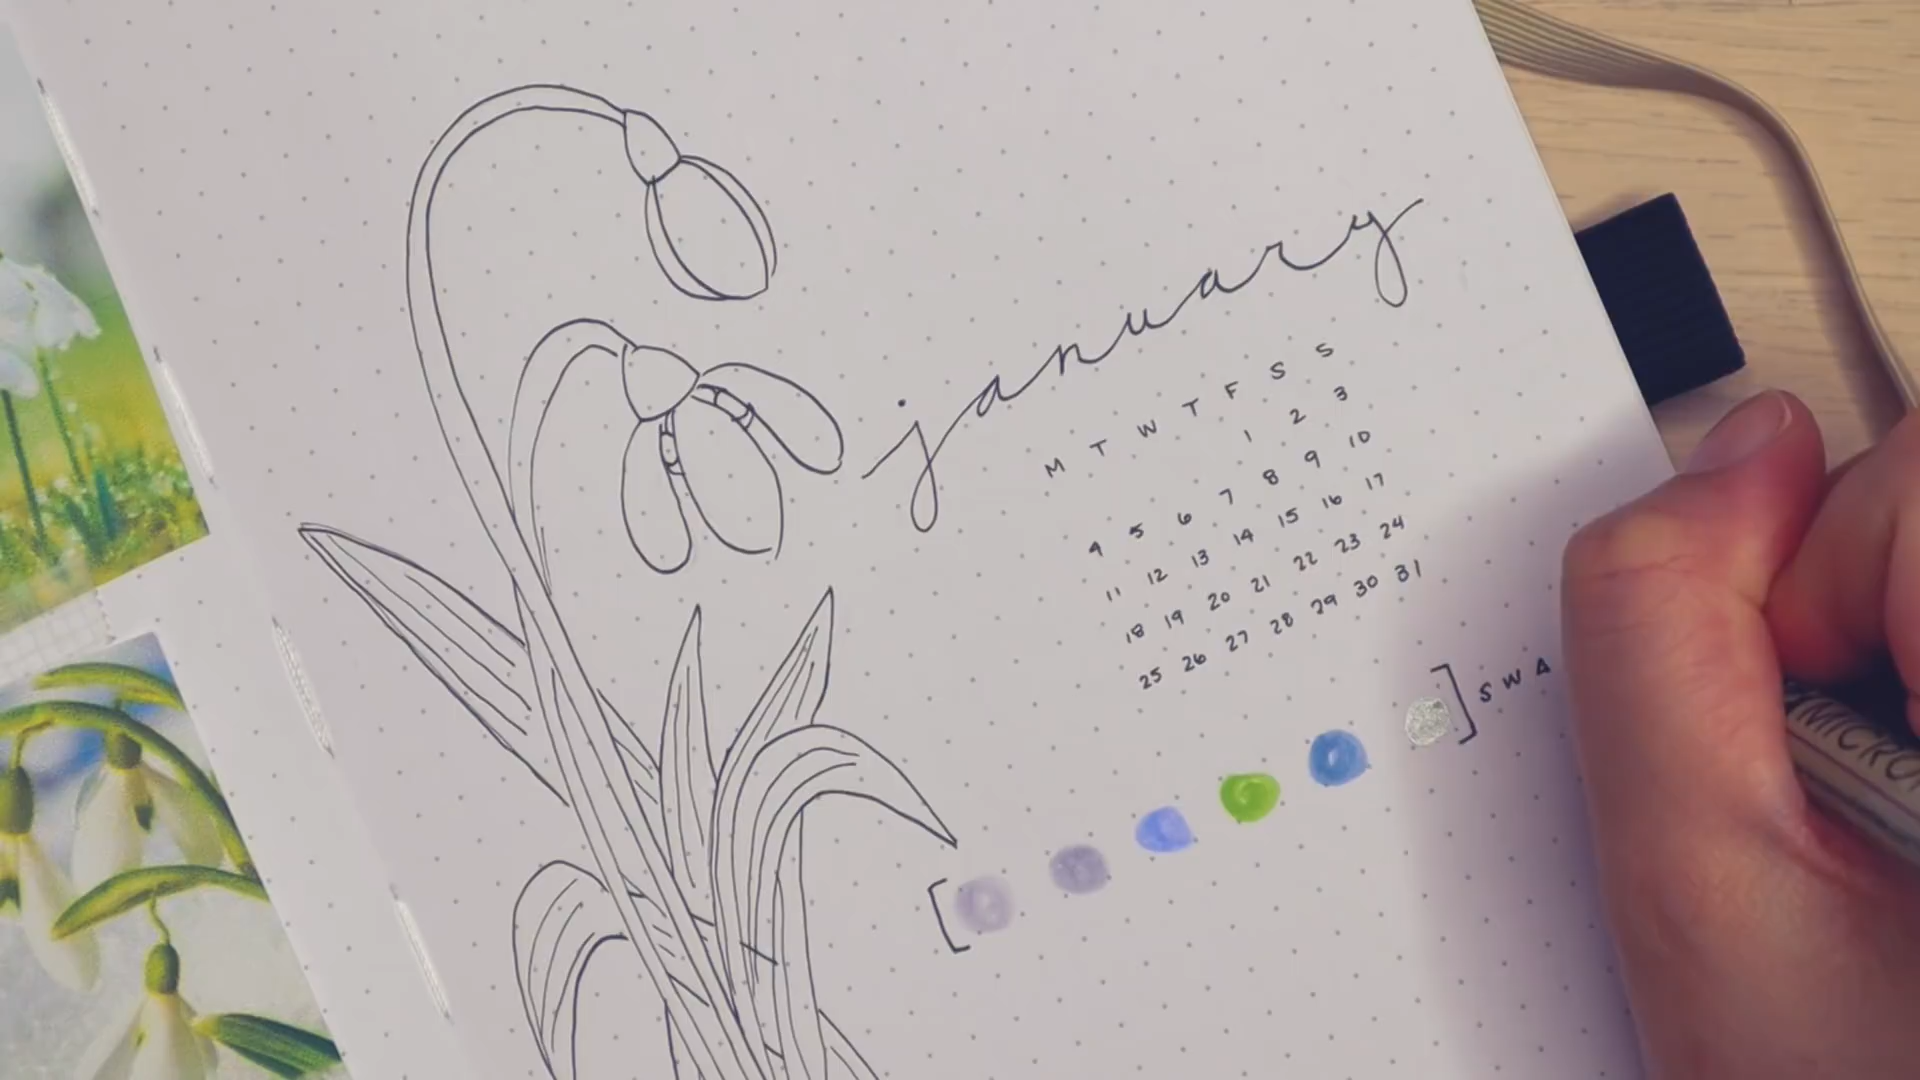 january
M T W T F S S
1 2 3
4 5 6 7 8 9 10
11 12 13 14 15 16 17
18 19 20 21 22 23 24
25 26 27 28 29 30 31
] S W A
[
MICRO